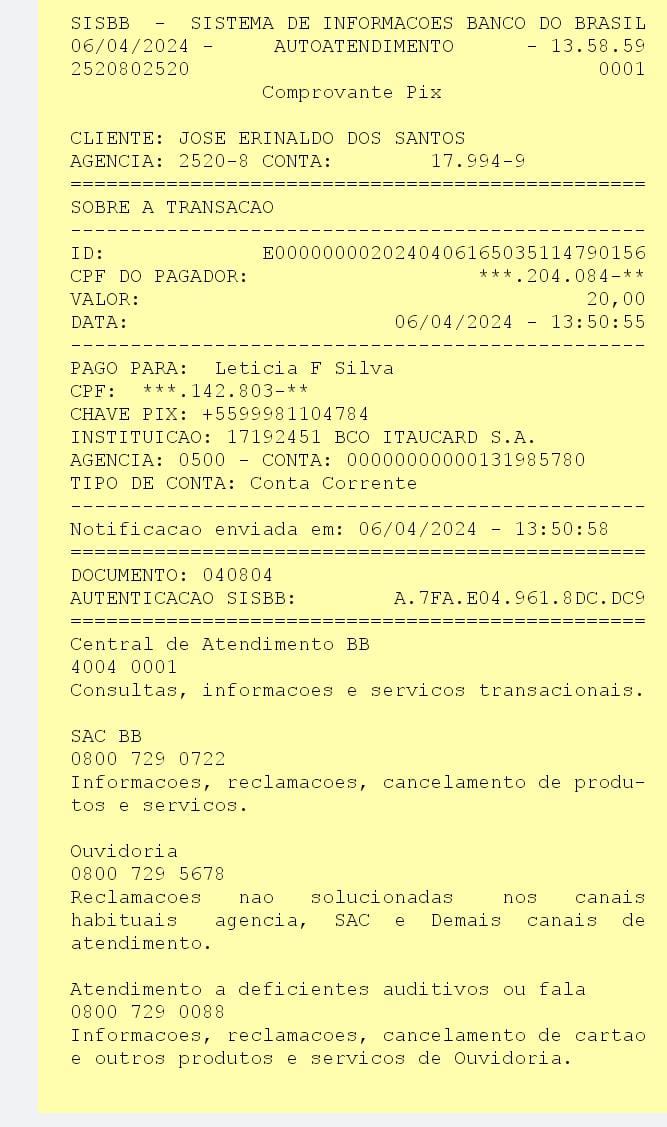 SISBB - SISTEMA DE INFORMACOES BANCO DO BRASIL
06/04/2024 - AUTOATENDIMENTO - 13.58.59
2520802520 0001
Comprovante Pix
CLIENTE: JOSE ERINALDO DOS SANTOS
AGENCIA: 2520-8 CONTA: 17.994-9
================================================
SOBRE A TRANSACAO
------------------------------------------------
ID: E0000000020240406165035114790156
CPF DO PAGADOR: ***.204.084-**
VALOR: 20,00
DATA: 06/04/2024 - 13:50:55
------------------------------------------------
PAGO PARA: Leticia F Silva
CPF: ***.142.803-**
CHAVE PIX: +5599981104784
INSTITUICAO: 17192451 BCO ITAUCARD S.A.
AGENCIA: 0500 - CONTA: 00000000000131985780
TIPO DE CONTA: Conta Corrente
------------------------------------------------
Notificacao enviada em: 06/04/2024 - 13:50:58
================================================
DOCUMENTO: 040804
AUTENTICACAO SISBB: A.7FA.E04.961.8DC.DC9
================================================
Central de Atendimento BB
4004 0001
Consultas, informacoes e servicos transacionais.
SAC BB
0800 729 0722
Informacoes, reclamacoes, cancelamento de produ-
tos e servicos.
Ouvidoria
0800 729 5678
Reclamacoes nao solucionadas nos canais
habituais agencia, SAC e Demais canais de
atendimento.
Atendimento a deficientes auditivos ou fala
0800 729 0088
Informacoes, reclamacoes, cancelamento de cartao
e outros produtos e servicos de Ouvidoria.